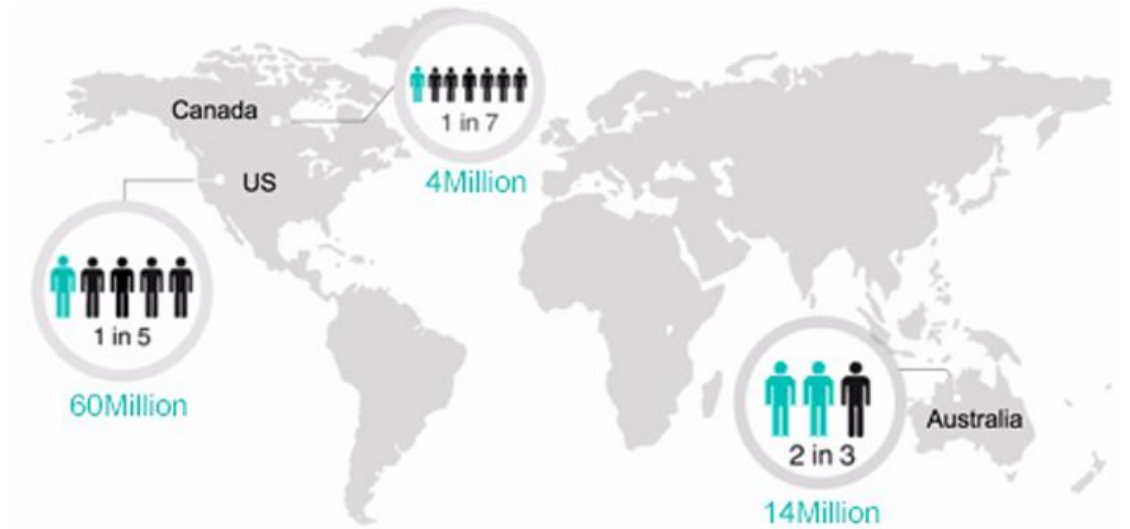 Canada
1 in 7
4Million
US
1 in 5
60Million
Australia
2 in 3
14Million